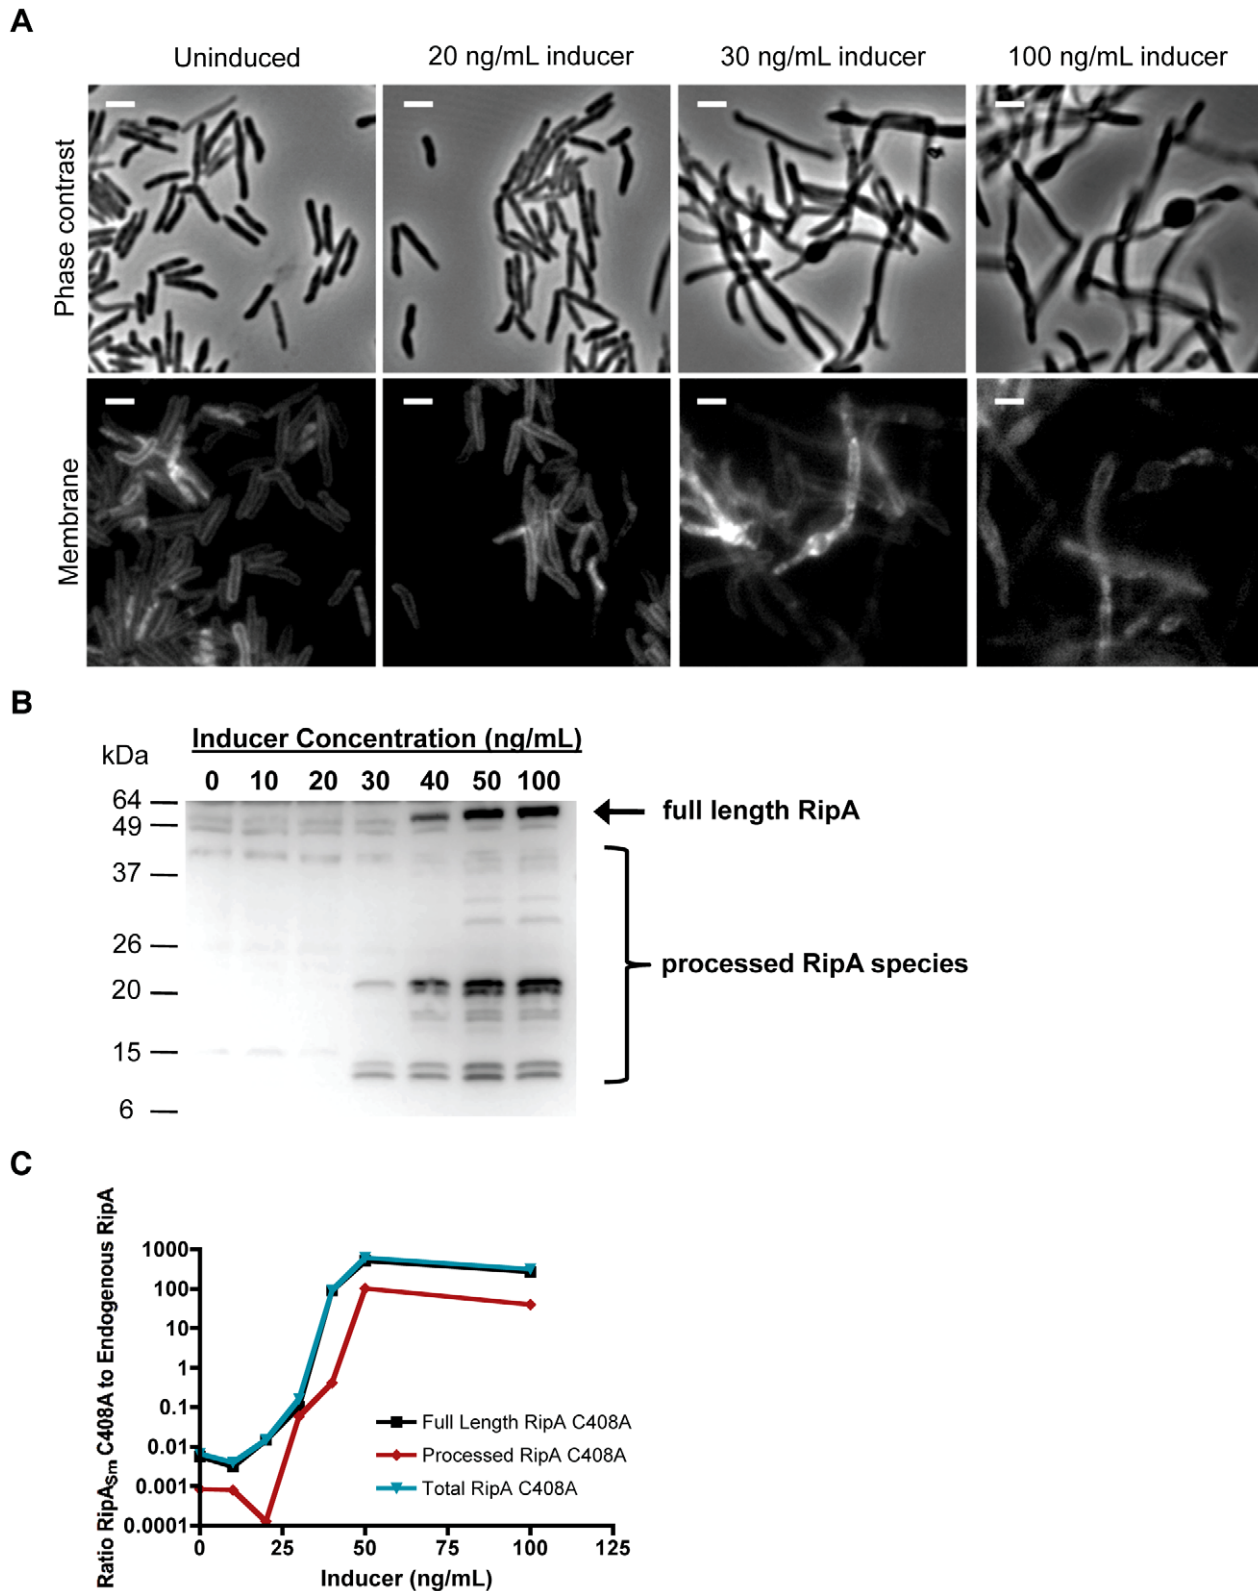 A
Uninduced
20 ng/mL inducer
30 ng/mL inducer
100 ng/mL inducer
Phase contrast
Membrane
B
Inducer Concentration (ng/mL)
kDa
0 10 20 30 40 50 100
64
49
37
26
20
15
6
full length RipA
processed RipA species
C
Ratio RipASm C408A to Endogenous RipA
1000
100
10
1
0.1
0.01
0.001
0.0001
Full Length RipA C408A
Processed RipA C408A
Total RipA C408A
0 25 50 75 100 125
Inducer (ng/mL)